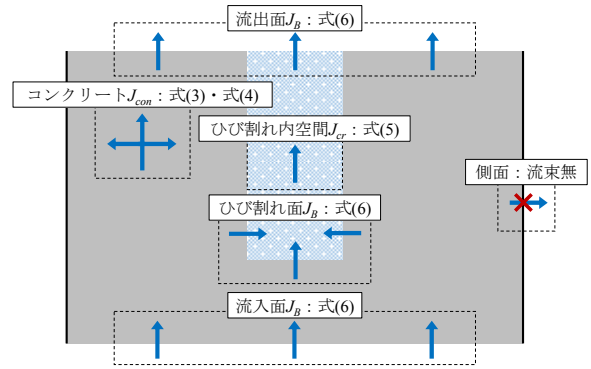 流出面J_B：式(6)
コンクリートJ_con：式(3)・式(4)
ひび割れ内空間J_cr：式(5)
側面：流束無
ひび割れ面J_B：式(6)
流入面J_B：式(6)